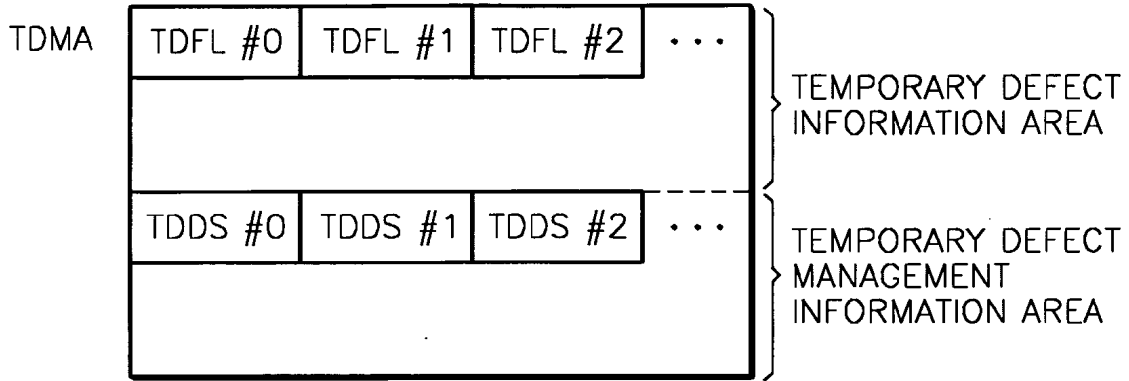 TDMA
TDFL #0 TDFL #1 TDFL #2 ...
TEMPORARY DEFECT
INFORMATION AREA
TDDS #0 TDDS #1 TDDS #2 ...
TEMPORARY DEFECT
MANAGEMENT
INFORMATION AREA